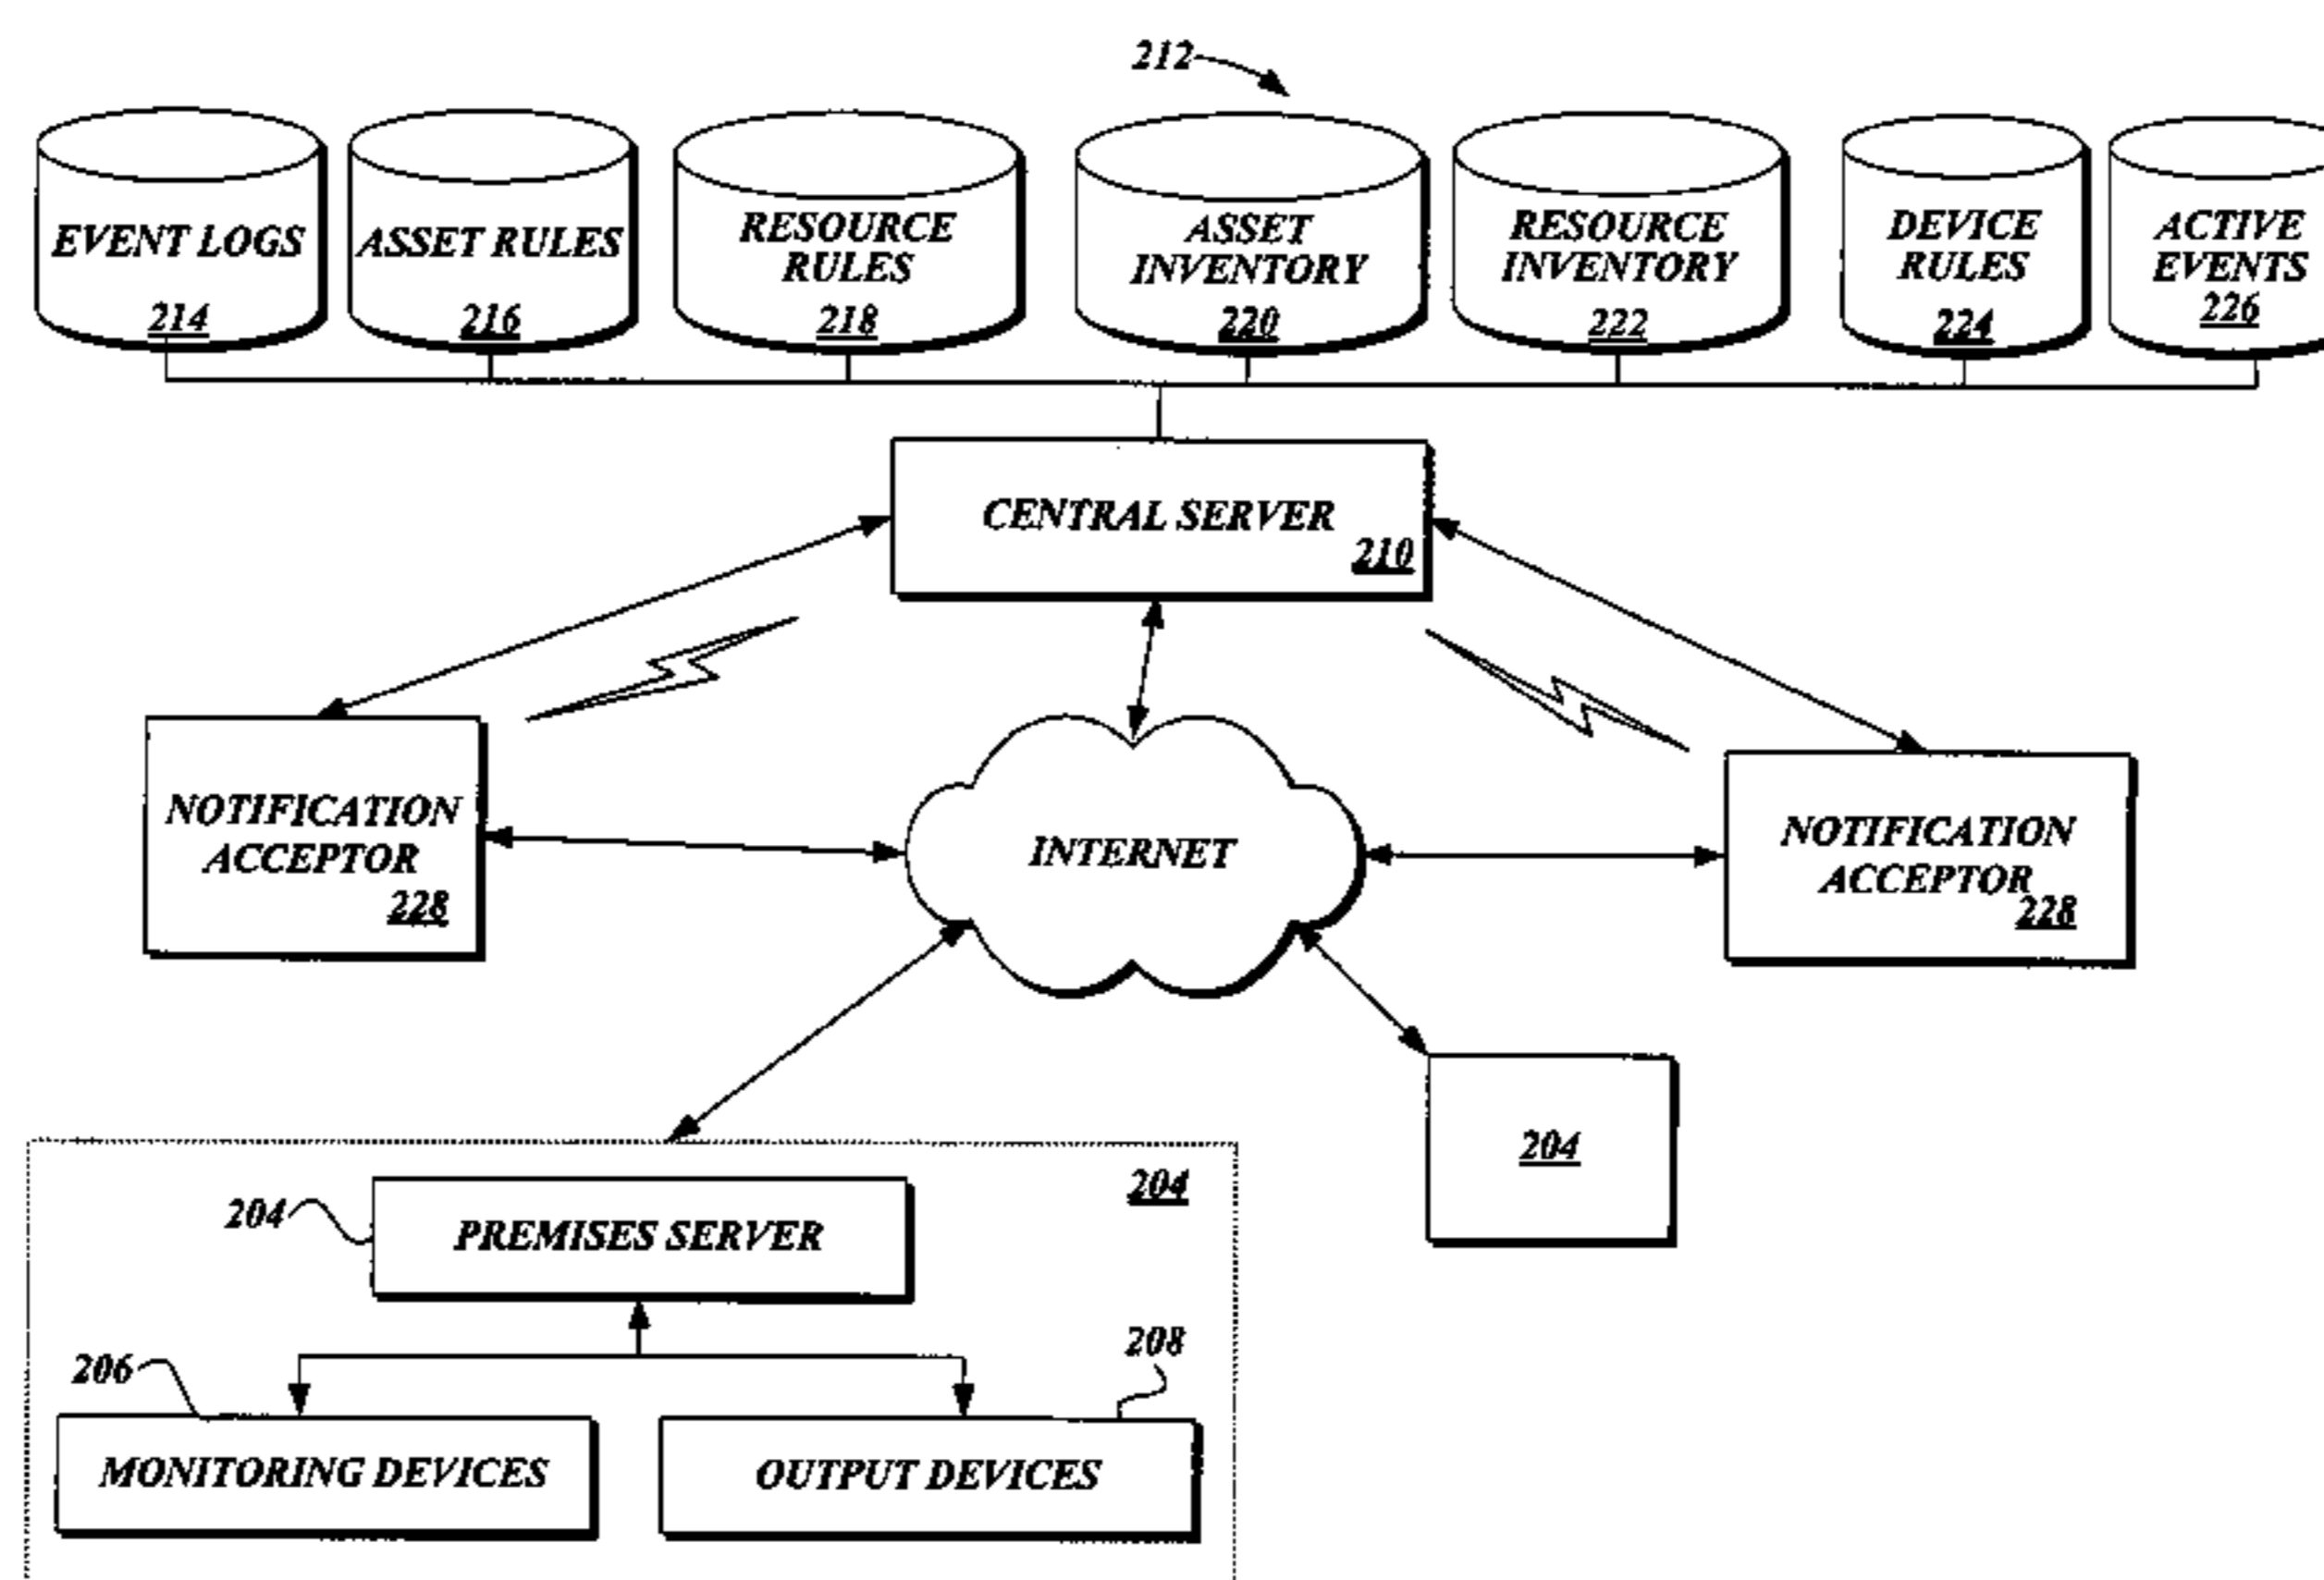 212
EVENT LOGS
214
ASSET RULES
216
RESOURCE
RULES
218
ASSET
INVENTORY
220
RESOURCE
INVENTORY
222
DEVICE
RULES
224
ACTIVE
EVENTS
226
CENTRAL SERVER
210
NOTIFICATION
ACCEPTOR
228
INTERNET
NOTIFICATION
ACCEPTOR
228
204
204
204
PREMISES SERVER
206
208
MONITORING DEVICES
OUTPUT DEVICES